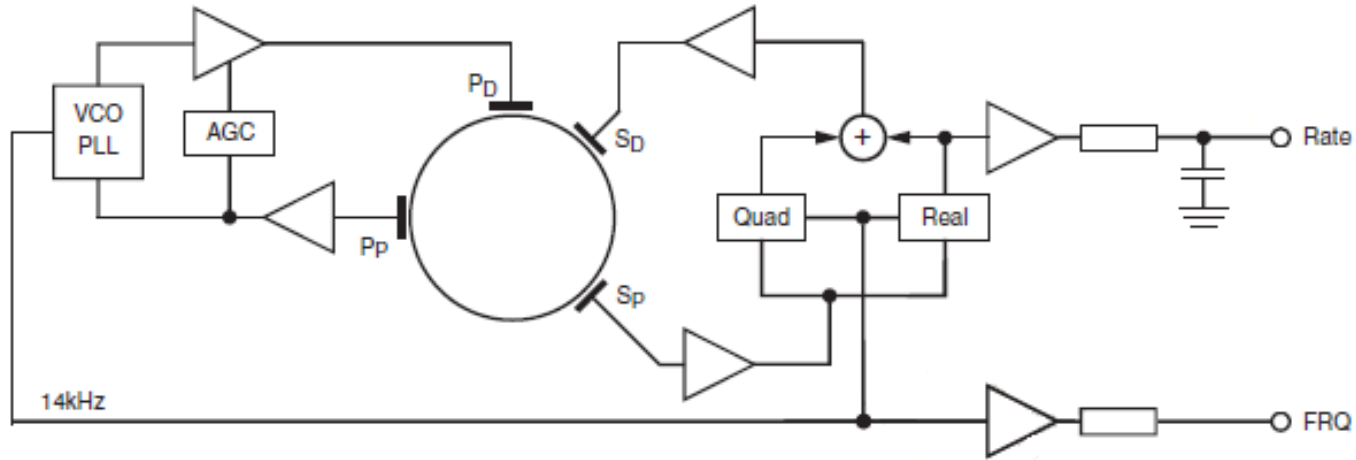 VCO
PLL
AGC
PD
SD
PP
SP
+
Quad
Real
Rate
14kHz
FRQ